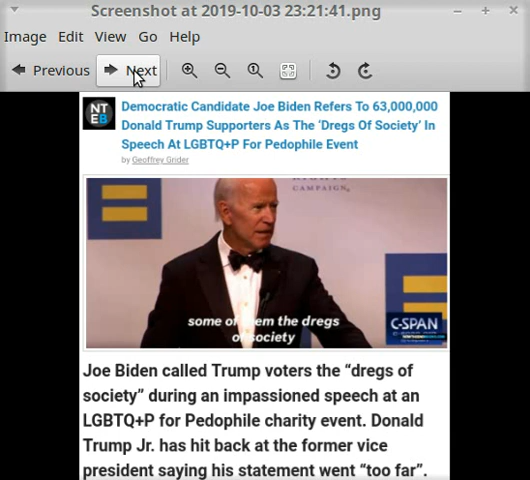 Screenshot at 2019-10-03 23:21:41.png
Image Edit View Go Help
Previous Next
NT
EB
Democratic Candidate Joe Biden Refers To 63,000,000
Donald Trump Supporters As The ‘Dregs Of Society’ In
Speech At LGBTQ+P For Pedophile Event
by Geoffrey Grider
RIGHTS
CAMPAIGN
some of them the dregs
of society
C-SPAN
Joe Biden called Trump voters the “dregs of
society” during an impassioned speech at an
LGBTQ+P for Pedophile charity event. Donald
Trump Jr. has hit back at the former vice
president saying his statement went “too far”.